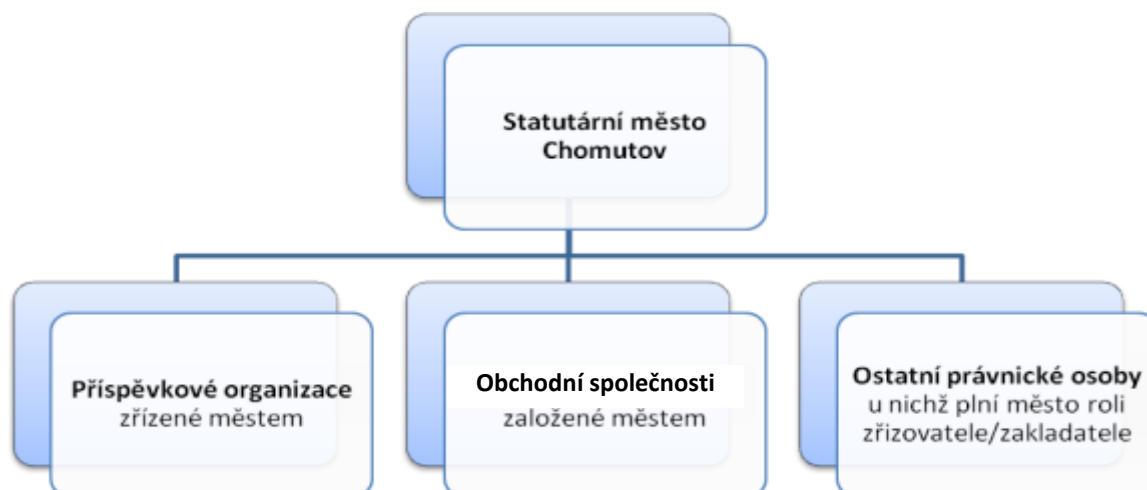 Statutární město
Chomutov
Příspěvkové organizace
zřízené městem
Obchodní společnosti
založené městem
Ostatní právnické osoby
u nichž plní město roli
zřizovatele/zakladatele